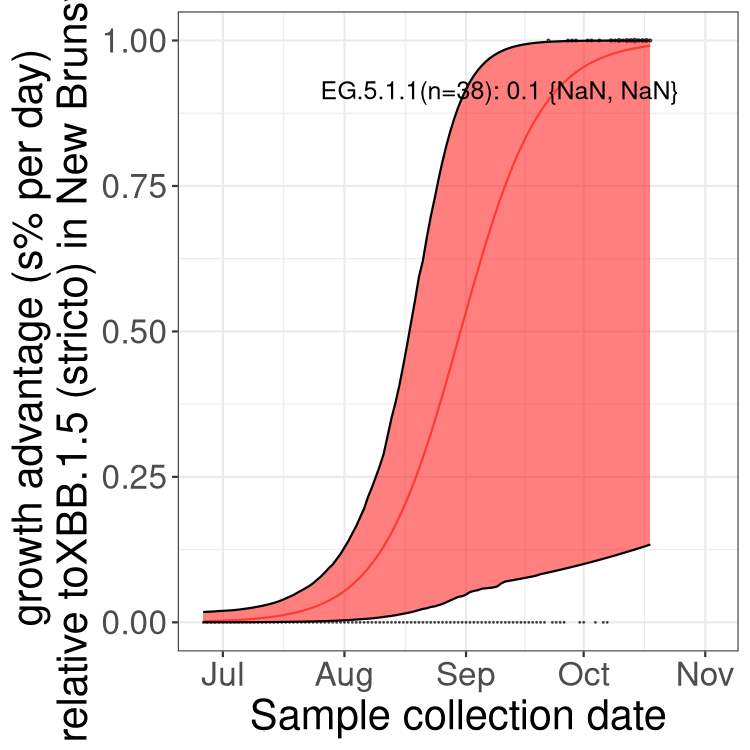 growth advantage (s% per day)
relative toXBB.1.5 (stricto) in New Bruns
1.00
0.75
0.50
0.25
0.00
EG.5.1.1(n=38): 0.1 {NaN, NaN}
Jul Aug Sep Oct Nov
Sample collection date